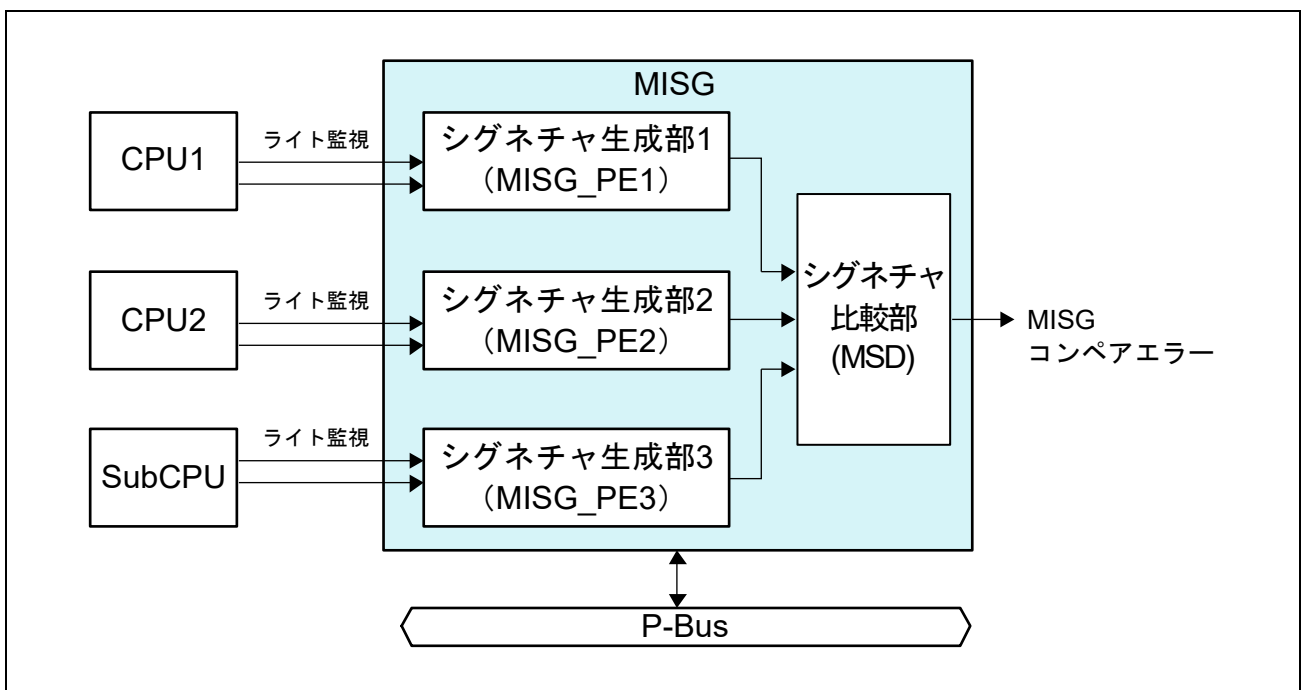 MISG
CPU1
ライト監視
シグネチャ生成部1
（MISG_PE1）
CPU2
ライト監視
シグネチャ生成部2
（MISG_PE2）
SubCPU
ライト監視
シグネチャ生成部3
（MISG_PE3）
シグネチャ
比較部
(MSD)
MISG
コンペアエラー
P-Bus